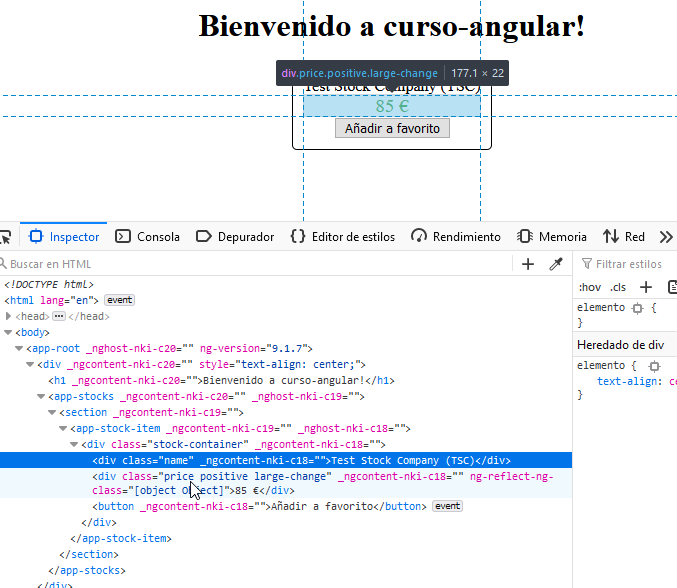 Bienvenido a curso-angular!
div.price.positive.large-change 177.1 × 22
Test Stock Company (TSC)
85 €
Añadir a favorito
Inspector Consola Depurador Editor de estilos Rendimiento Memoria Red
Buscar en HTML
Filtrar estilos
:hov .cls
<!DOCTYPE html>
<html lang="en"> event
<head> ... </head>
<body>
<app-root _nghost-nki-c20="" ng-version="9.1.7">
<div _ngcontent-nki-c20="" style="text-align: center;">
<h1 _ngcontent-nki-c20="">Bienvenido a curso-angular!</h1>
<app-stocks _ngcontent-nki-c20="" _nghost-nki-c19="">
<section _ngcontent-nki-c19="">
<app-stock-item _ngcontent-nki-c19="" _nghost-nki-c18="">
<div class="stock-container" _ngcontent-nki-c18="">
<div class="name" _ngcontent-nki-c18="">Test Stock Company (TSC)</div>
<div class="price positive large-change" _ngcontent-nki-c18="" ng-reflect-ng-
class="[object Object]">85 €</div>
<button _ngcontent-nki-c18="">Añadir a favorito</button> event
</div>
</app-stock-item>
</section>
</app-stocks>
</div>
elemento {
}
Heredado de div
elemento {
text-align: ce
}